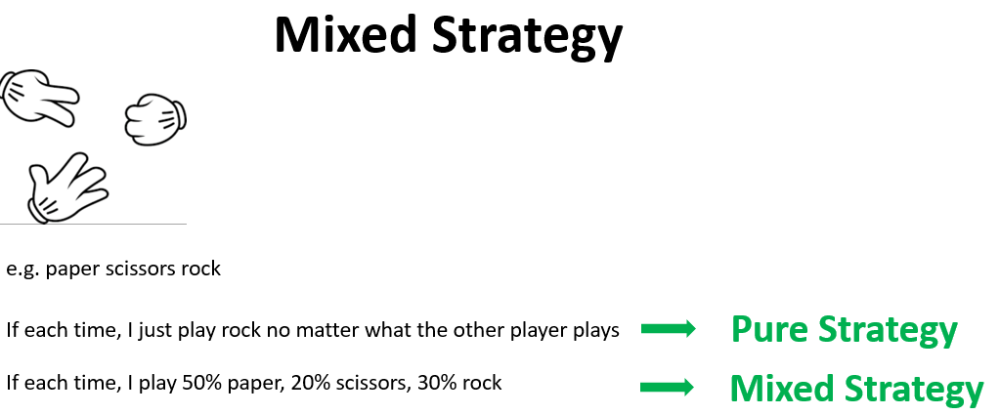 Mixed Strategy
e.g. paper scissors rock
If each time, I just play rock no matter what the other player plays
Pure Strategy
If each time, I play 50% paper, 20% scissors, 30% rock
Mixed Strategy